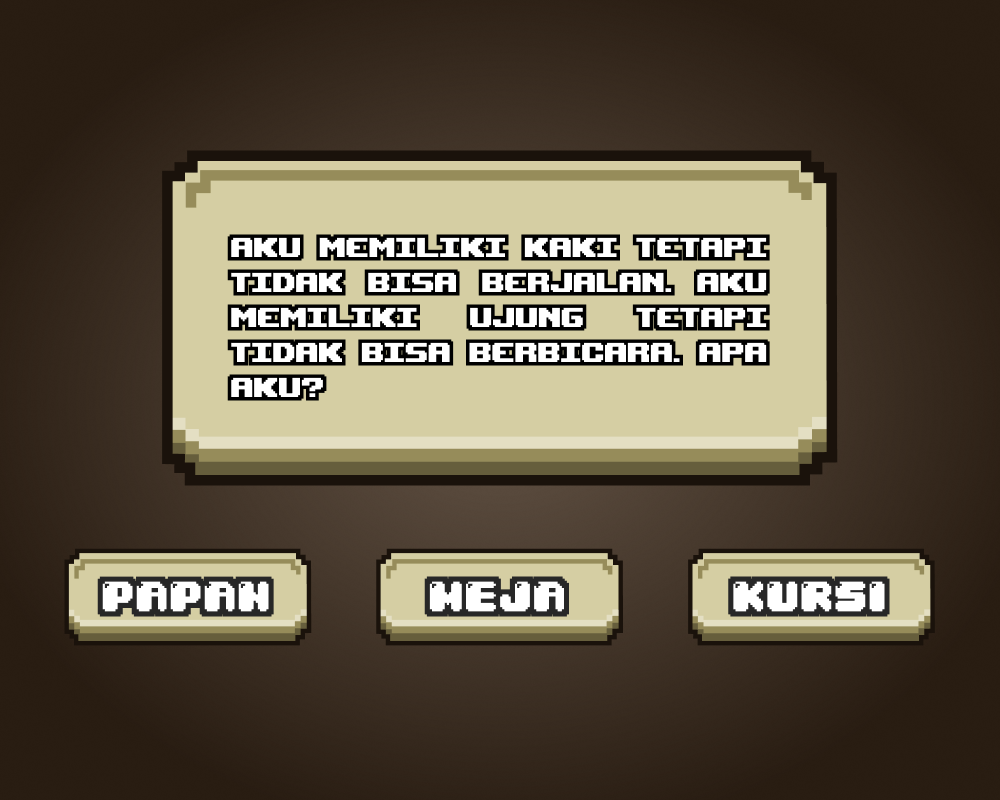 AKU MEMILIKI KAKI TETAPI
TIDAK BISA BERJALAN. AKU
MEMILIKI UJUNG TETAPI
TIDAK BISA BERBICARA. APA
AKU?
PAPAN
MEJA
KURSI